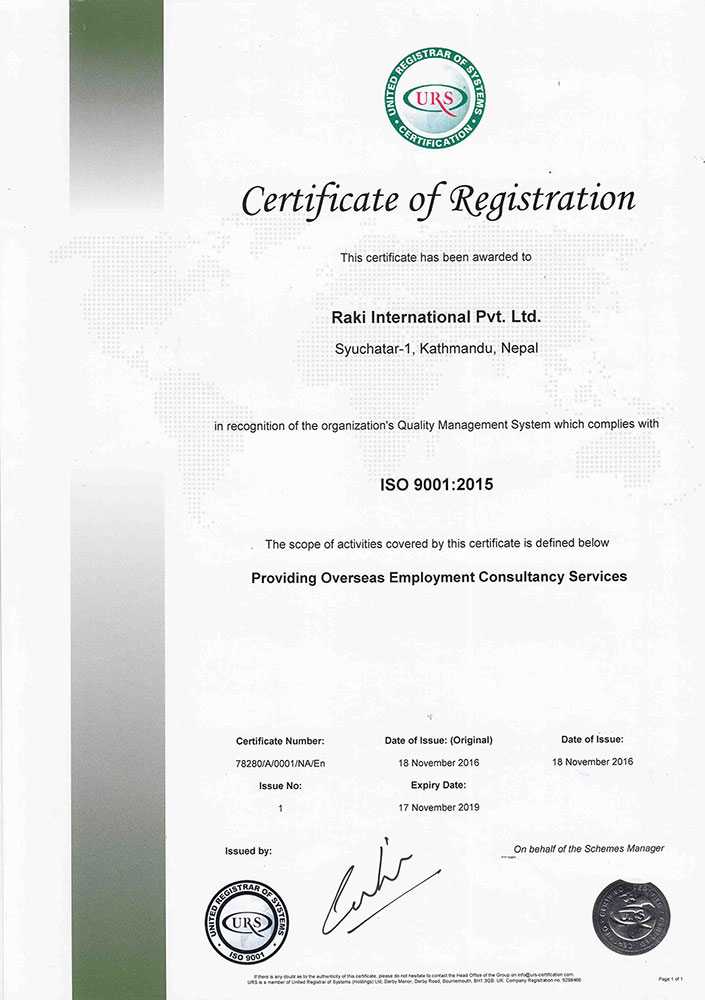 UNITED REGISTRAR OF SYSTEMS
URS
• CERTIFICATION •
Certificate of Registration
This certificate has been awarded to
Raki International Pvt. Ltd.
Syuchatar-1, Kathmandu, Nepal
in recognition of the organization's Quality Management System which complies with
ISO 9001:2015
The scope of activities covered by this certificate is defined below
Providing Overseas Employment Consultancy Services
Certificate Number: Date of Issue: (Original) Date of Issue:
78280/A/0001/NA/En 18 November 2016 18 November 2016
Issue No: Expiry Date:
1 17 November 2019
Issued by: On behalf of the Schemes Manager
UNITED REGISTRAR OF SYSTEMS
URS
• ISO 9001 •
URS
If there is any doubt as to the authenticity of this certificate, please do not hesitate to contact the Head Office of the Group on info@urs-certification.com
URS is a member of United Registrar of Systems (Holdings) Ltd, Derby Manor, Derby Road, Bournemouth, BH1 3QB. UK. Company Registration no. 5298466
Page 1 of 1